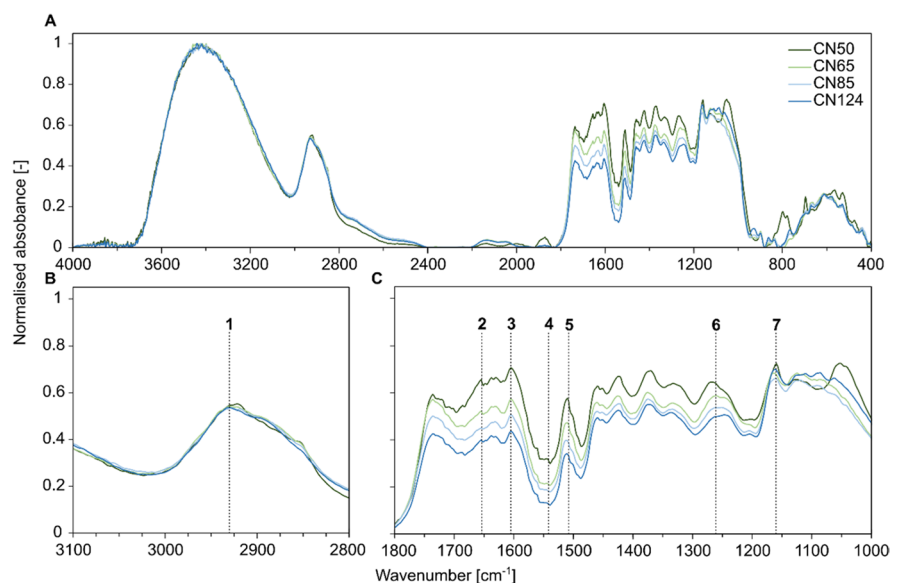 A
1
0.8
0.6
0.4
0.2
0
4000 3600 3200 2800 2400 2000 1600 1200 800 400
CN50
CN65
CN85
CN124
Normalised absobance [-]
B
1
0.8
0.6
0.4
0.2
0
1
3100 3000 2900 2800
C
2 3 4 5 6 7
1800 1700 1600 1500 1400 1300 1200 1100 1000
Wavenumber [cm⁻¹]